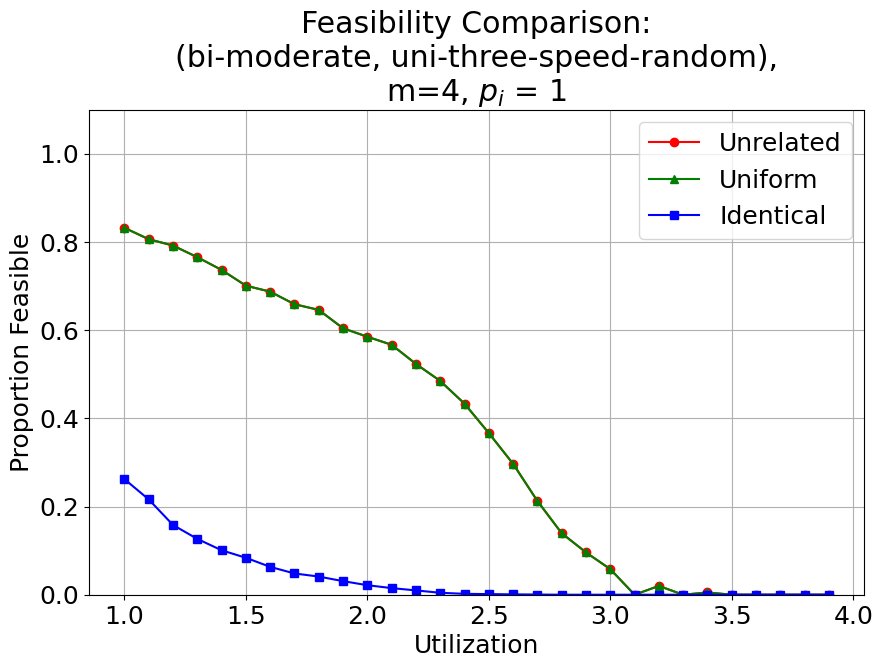 Feasibility Comparison:
(bi-moderate, uni-three-speed-random),
m=4, p_i = 1
Unrelated
Uniform
Identical
Proportion Feasible
1.0
0.8
0.6
0.4
0.2
0.0
1.0 1.5 2.0 2.5 3.0 3.5 4.0
Utilization